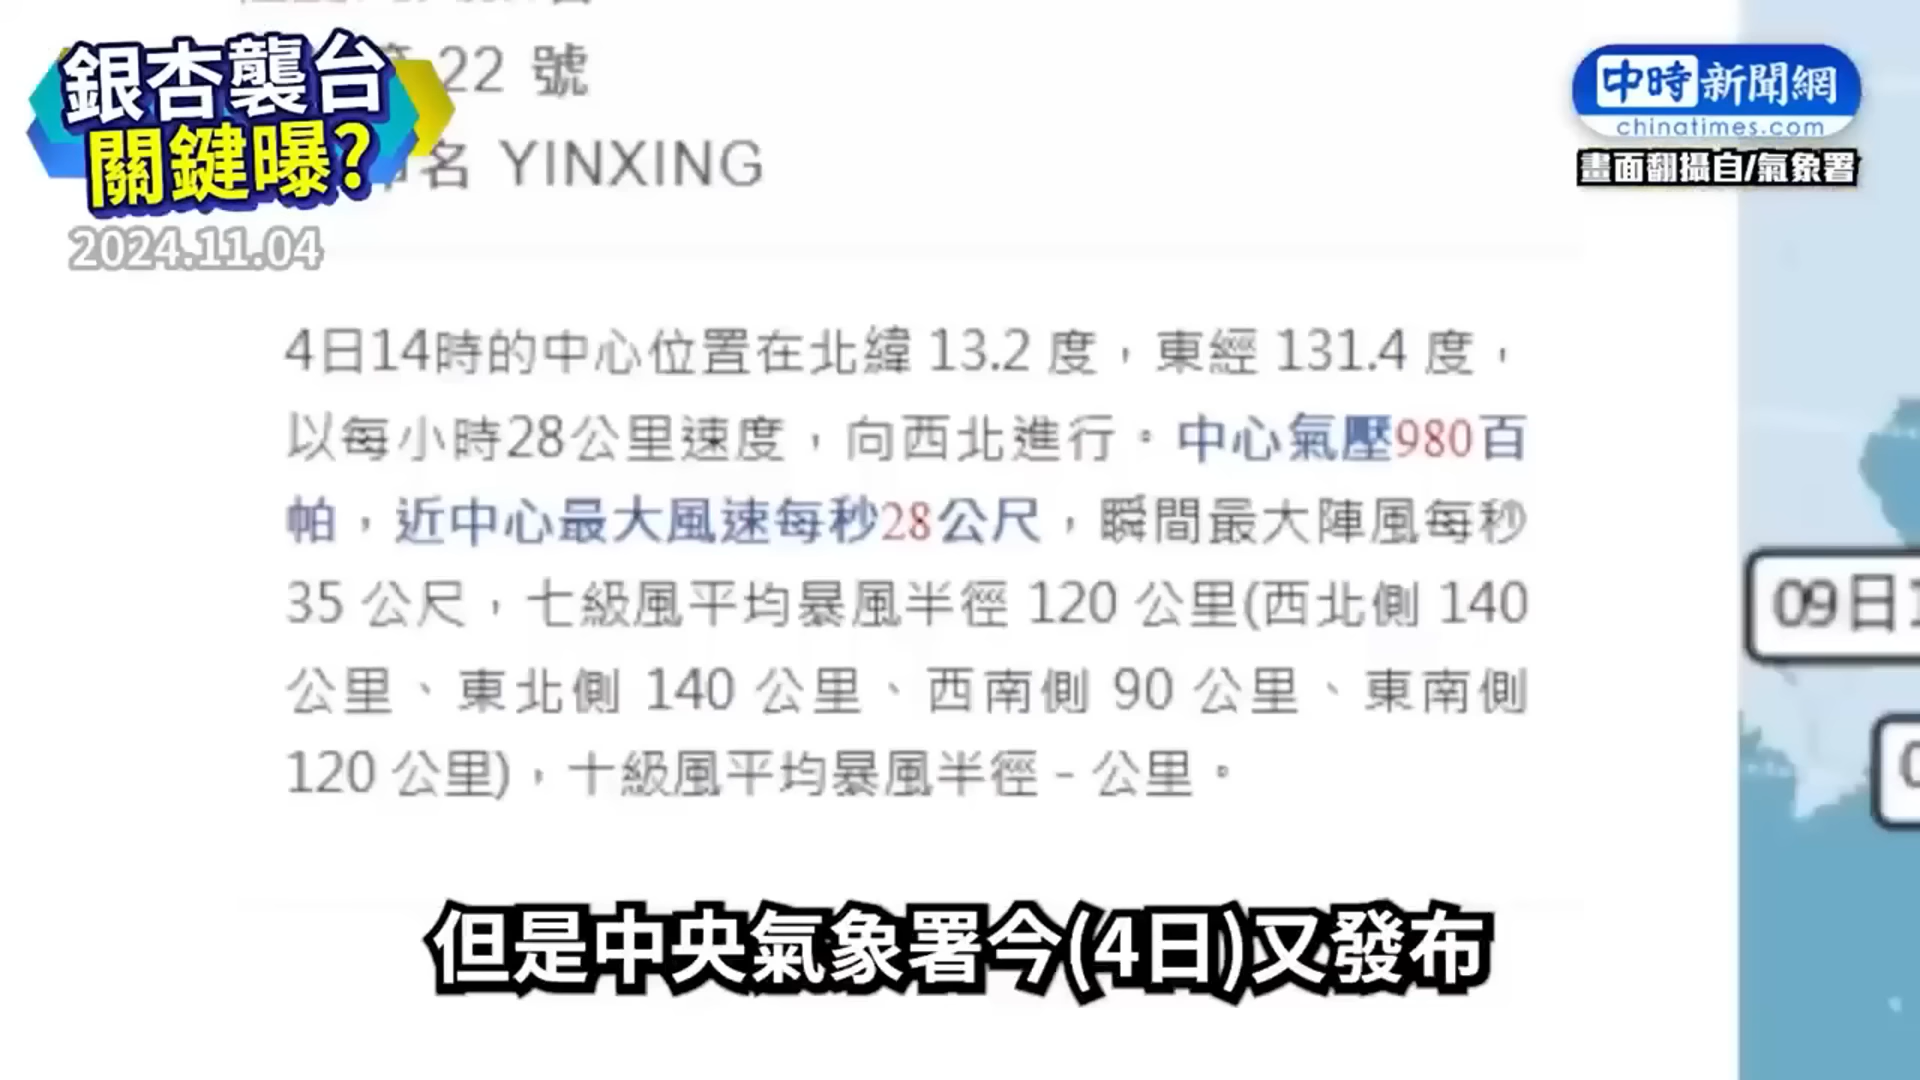 銀杏襲台
關鍵曝?
2024.11.04
22 號
名 YINXING
中時新聞網
chinatimes.com
畫面翻攝自/氣象署
4日14時的中心位置在北緯 13.2 度，東經 131.4 度，
以每小時28公里速度，向西北進行。中心氣壓980百
帕，近中心最大風速每秒28公尺，瞬間最大陣風每秒
35 公尺，七級風平均暴風半徑 120 公里(西北側 140
公里、東北側 140 公里、西南側 90 公里、東南側
120 公里)，十級風平均暴風半徑 - 公里。
09日
但是中央氣象署今(4日)又發布